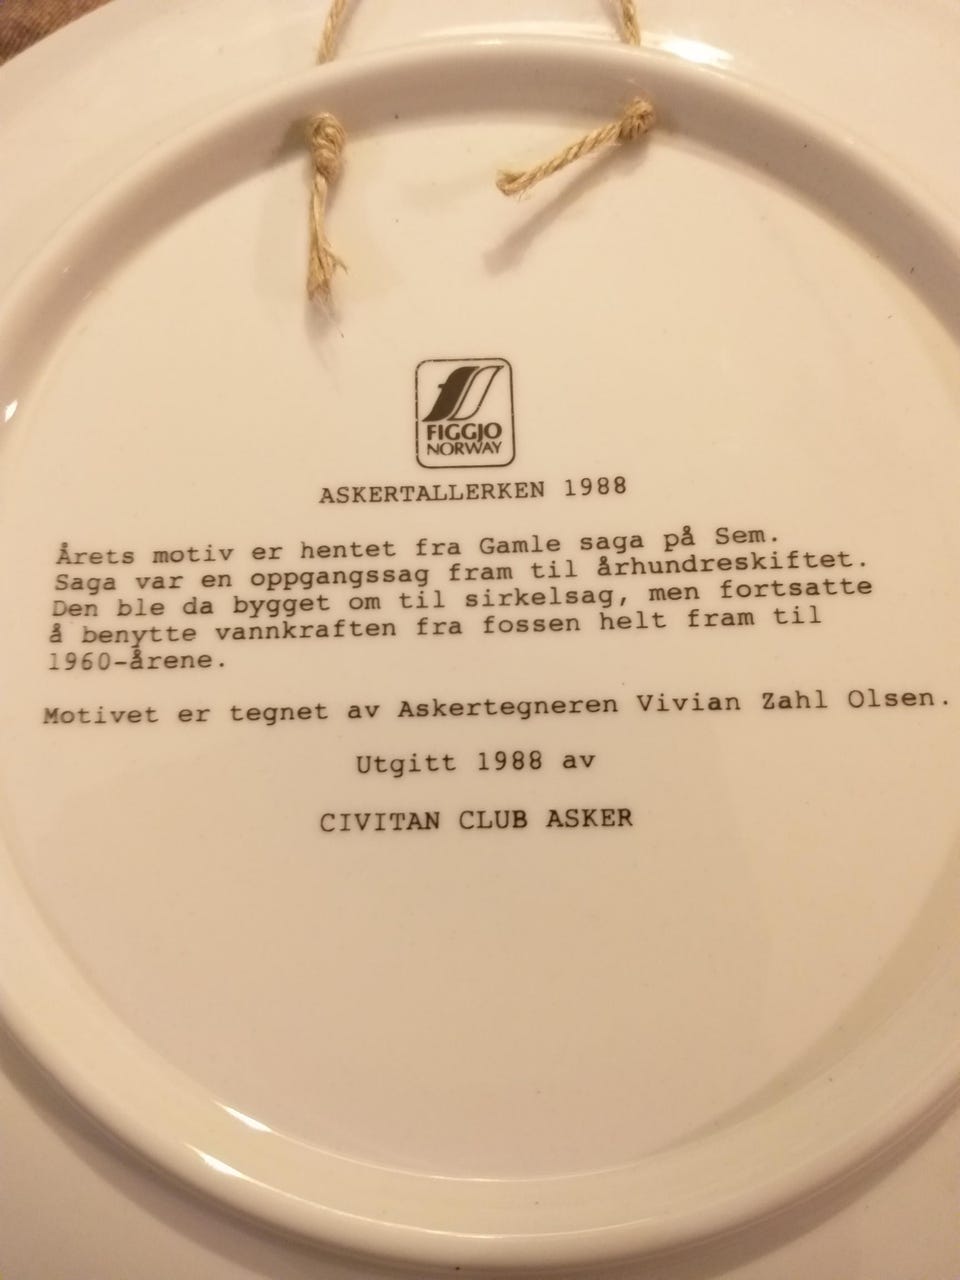 FIGGJO
NORWAY
ASKERTALLERKEN 1988
Årets motiv er hentet fra Gamle saga på Sem.
Saga var en oppgangssag fram til århundreskiftet.
Den ble da bygget om til sirkelsag, men fortsatte
å benytte vannkraften fra fossen helt fram til
1960-årene.
Motivet er tegnet av Askertegneren Vivian Zahl Olsen.
Utgitt 1988 av
CIVITAN CLUB ASKER